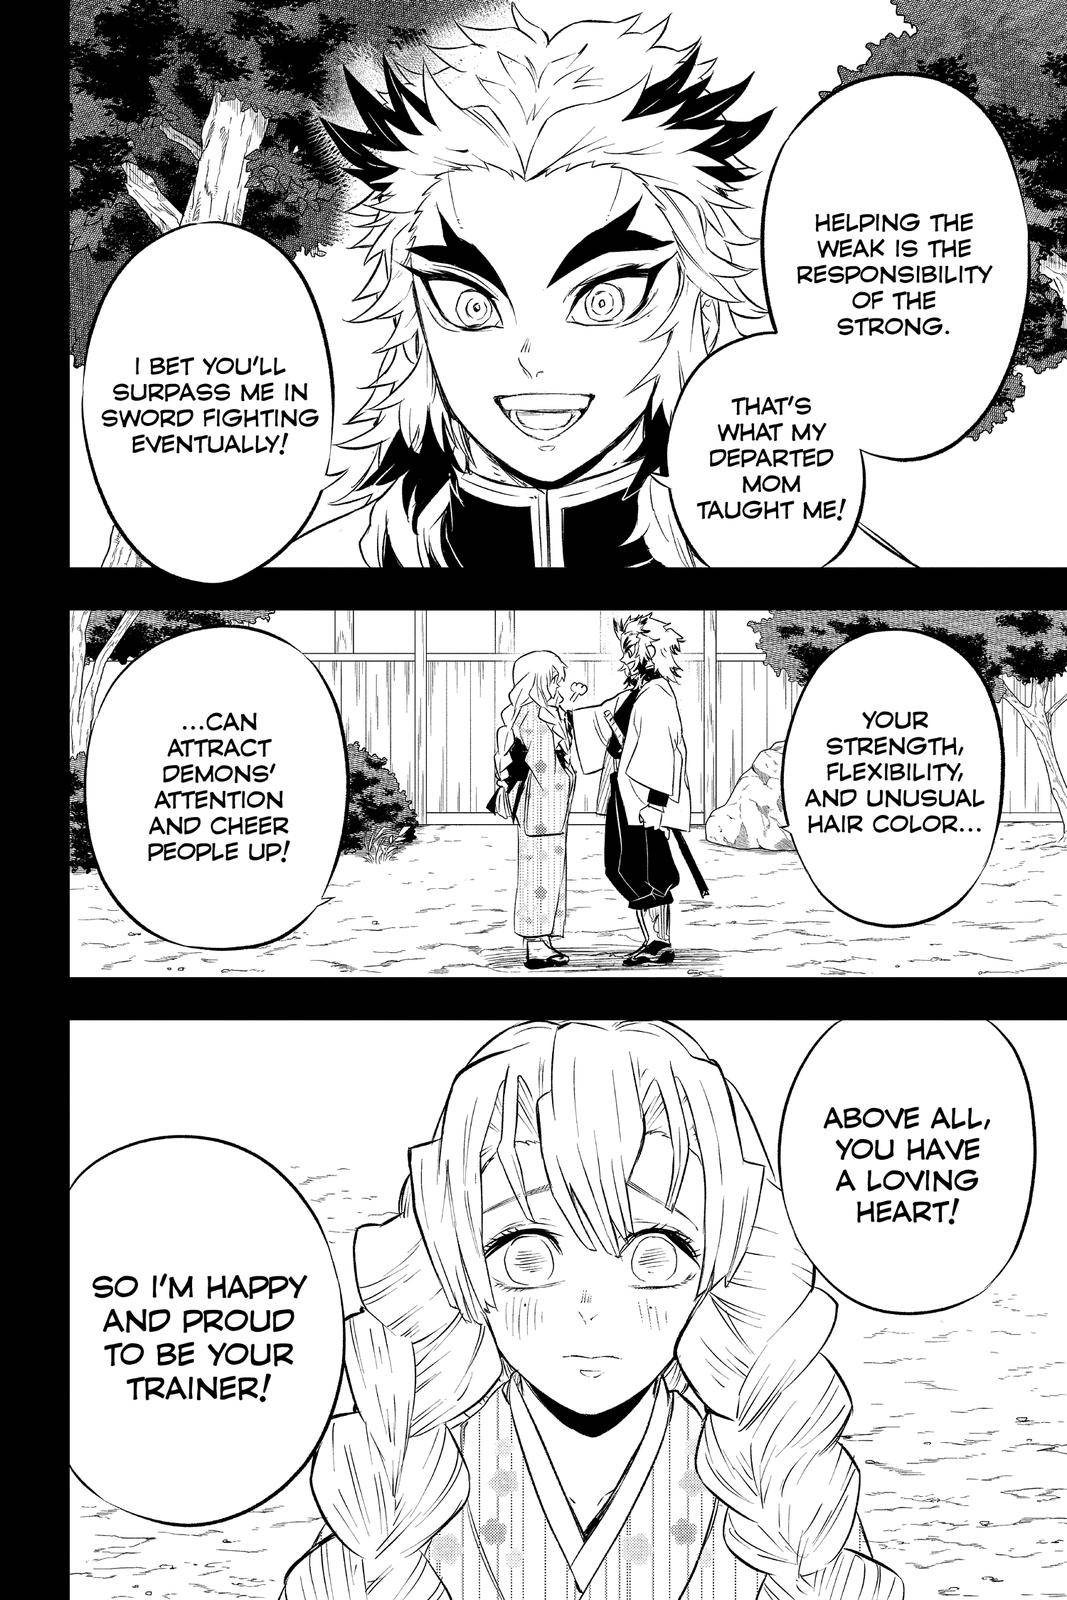 HELPING THE
WEAK IS THE
RESPONSIBILITY
OF THE
STRONG.
THAT'S
WHAT MY
DEPARTED
MOM
TAUGHT ME!
I BET YOU'LL
SURPASS ME IN
SWORD FIGHTING
EVENTUALLY!
YOUR
STRENGTH,
FLEXIBILITY,
AND UNUSUAL
HAIR COLOR...
...CAN
ATTRACT
DEMONS'
ATTENTION
AND CHEER
PEOPLE UP!
ABOVE ALL,
YOU HAVE
A LOVING
HEART!
SO I'M HAPPY
AND PROUD
TO BE YOUR
TRAINER!